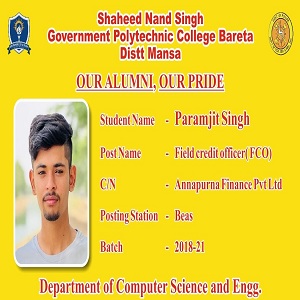 Shaheed Nand Singh
Government Polytechnic College Bareta
Distt Mansa
OUR ALUMNI, OUR PRIDE
Student Name - Paramjit Singh
Post Name - Field credit officer( FCO)
C/N - Annapurna Finance Pvt Ltd
Posting Station - Beas
Batch - 2018-21
Department of Computer Science and Engg.